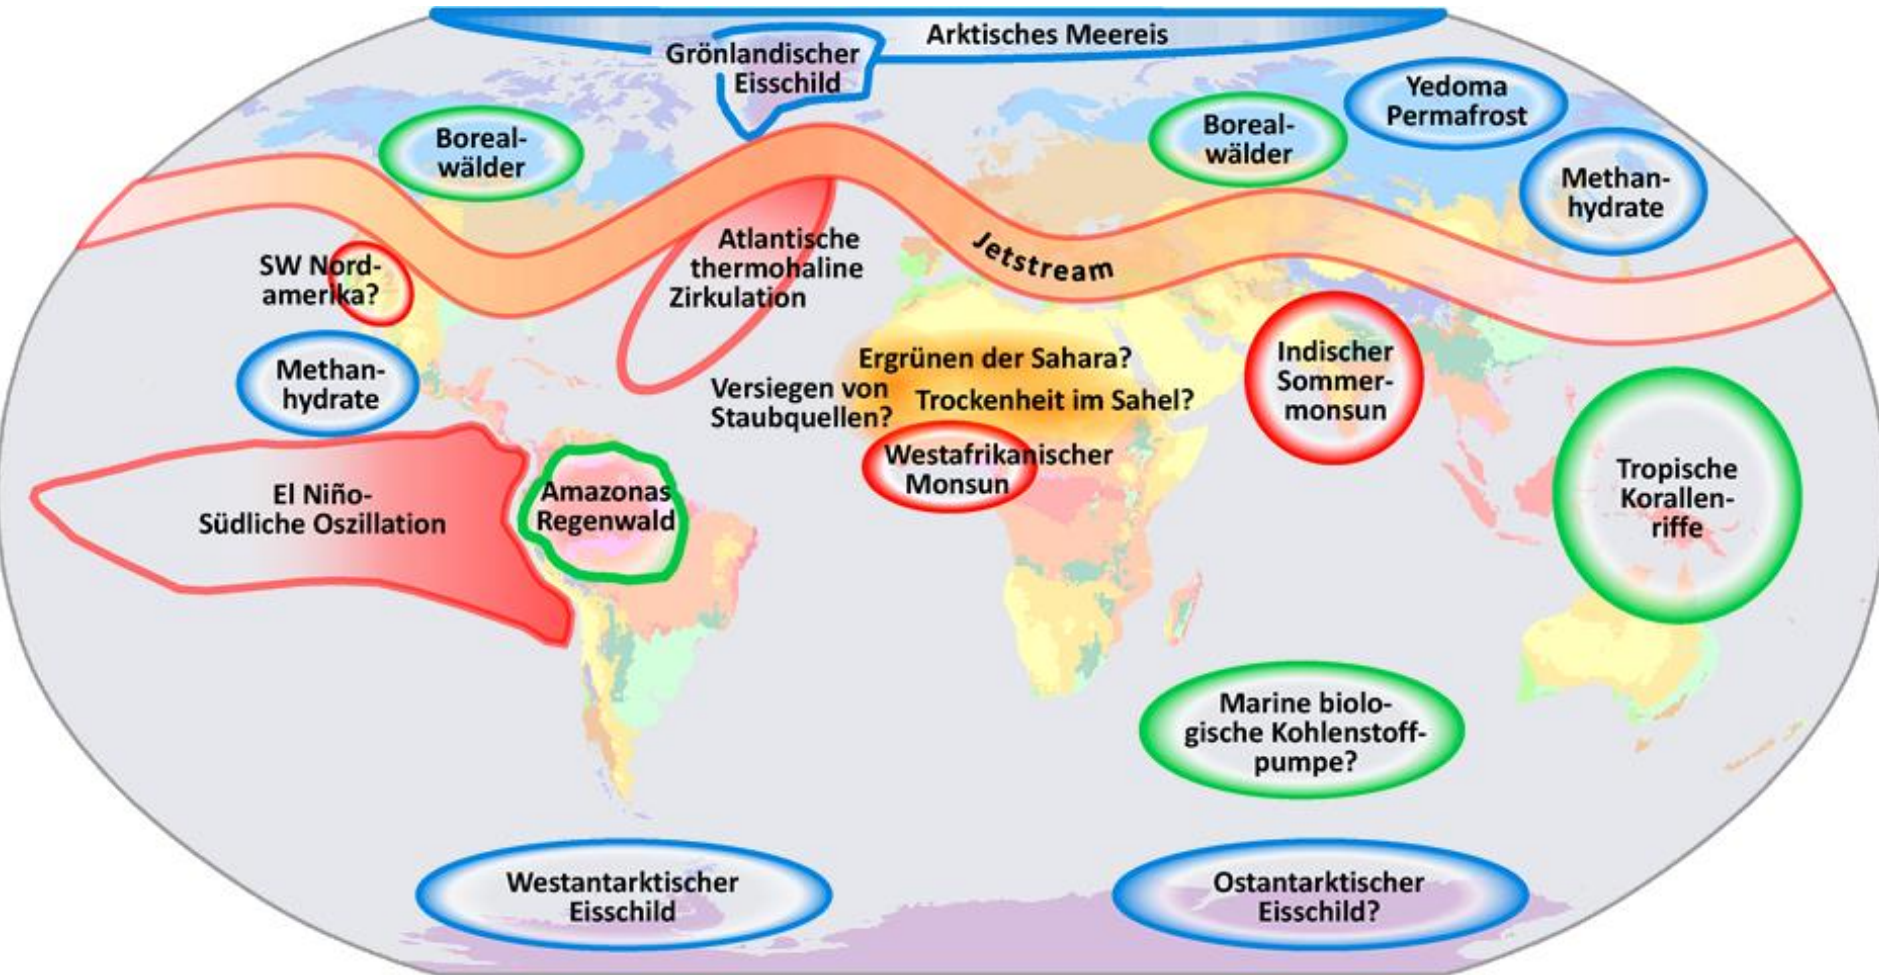 Arktisches Meereis
Grönlandischer
Eisschild
Yedoma
Permafrost
Boreal-
wälder
Boreal-
wälder
Methan-
hydrate
Atlantische
thermohaline
Zirkulation
Jetstream
SW Nord-
amerika?
Methan-
hydrate
Ergrünen der Sahara?
Versiegen von
Staubquellen?
Trockenheit im Sahel?
Indischer
Sommer-
monsun
Westafrikanischer
Monsun
El Niño-
Südliche Oszillation
Amazonas
Regenwald
Tropische
Korallen-
riffe
Marine biolo-
gische Kohlenstoff-
pumpe?
Westantarktischer
Eisschild
Ostantarktischer
Eisschild?